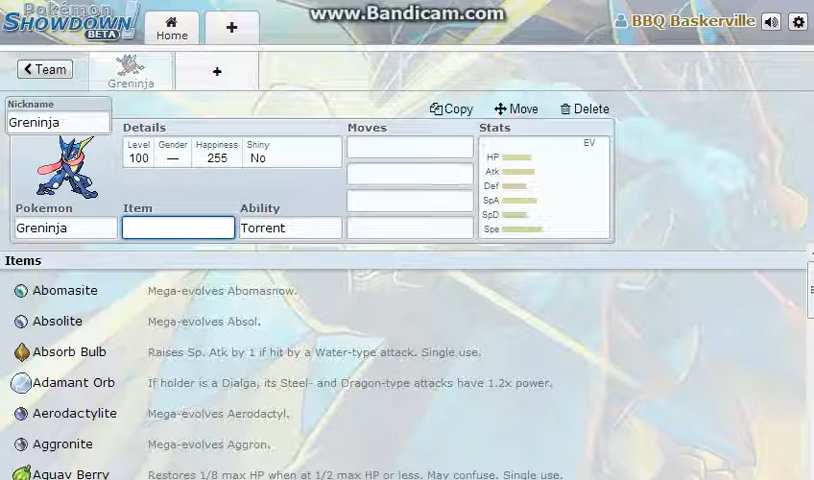 www.Bandicam.com
Pokémon
SHOWDOWN
BETA
Home
+
BBQ Baskerville
Team
Greninja
+
Copy Move Delete
Nickname
Greninja
Details
Level Gender Happiness Shiny
100 — 255 No
Moves
Stats
EV
HP
Atk
Def
SpA
SpD
Spe
Pokemon Item Ability
Greninja Torrent
Items
Abomasite Mega-evolves Abomasnow.
Absolite Mega-evolves Absol.
Absorb Bulb Raises Sp. Atk by 1 if hit by a Water-type attack. Single use.
Adamant Orb If holder is a Dialga, its Steel- and Dragon-type attacks have 1.2x power.
Aerodactylite Mega-evolves Aerodactyl.
Aggronite Mega-evolves Aggron.
Aguav Berry Restores 1/8 max HP when at 1/2 max HP or less. May confuse. Single use.